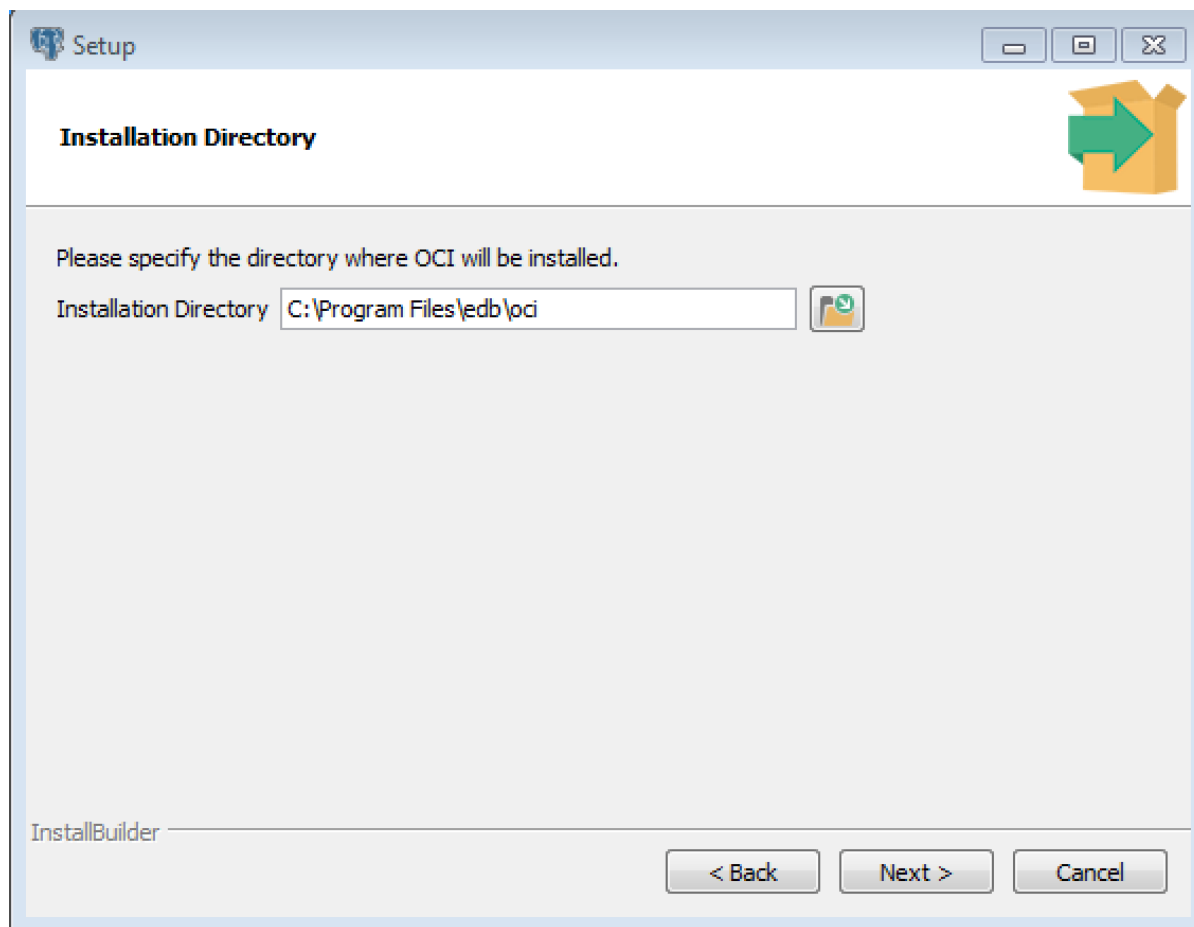 Setup
Installation Directory
Please specify the directory where OCI will be installed.
Installation Directory C:\Program Files\edb\oci
InstallBuilder
< Back Next > Cancel